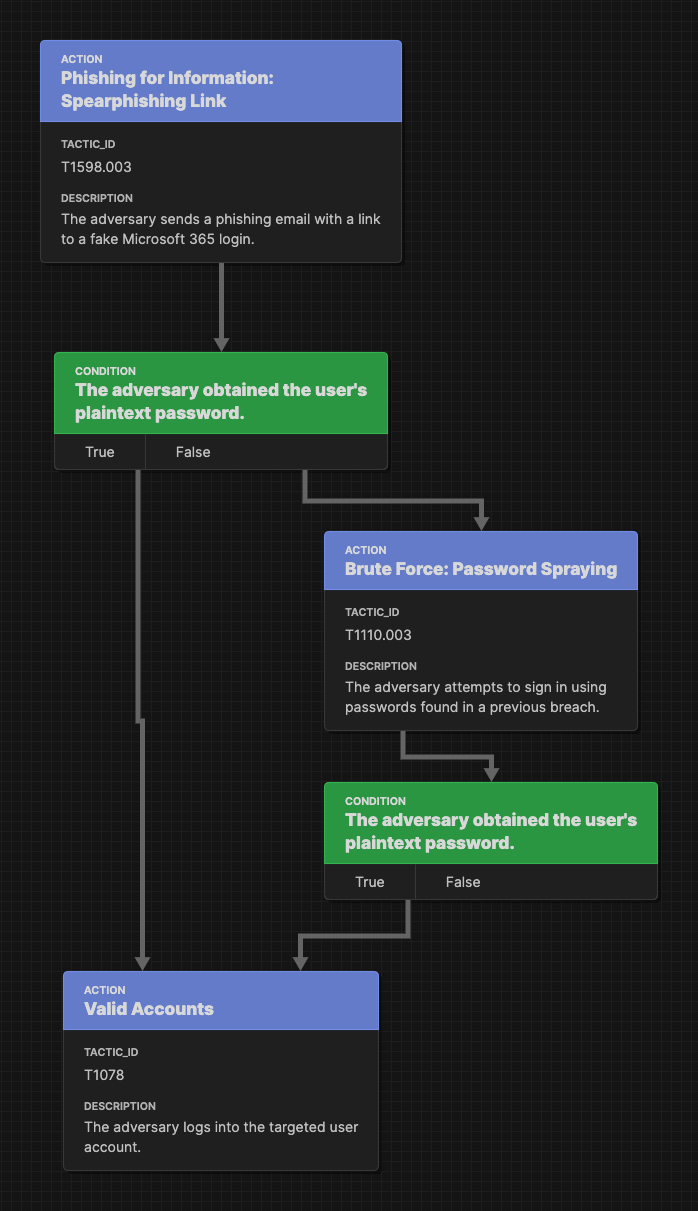 ACTION
Phishing for Information:
Spearphishing Link
TACTIC_ID
T1598.003
DESCRIPTION
The adversary sends a phishing email with a link
to a fake Microsoft 365 login.
CONDITION
The adversary obtained the user's
plaintext password.
True False
ACTION
Brute Force: Password Spraying
TACTIC_ID
T1110.003
DESCRIPTION
The adversary attempts to sign in using
passwords found in a previous breach.
CONDITION
The adversary obtained the user's
plaintext password.
True False
ACTION
Valid Accounts
TACTIC_ID
T1078
DESCRIPTION
The adversary logs into the targeted user
account.